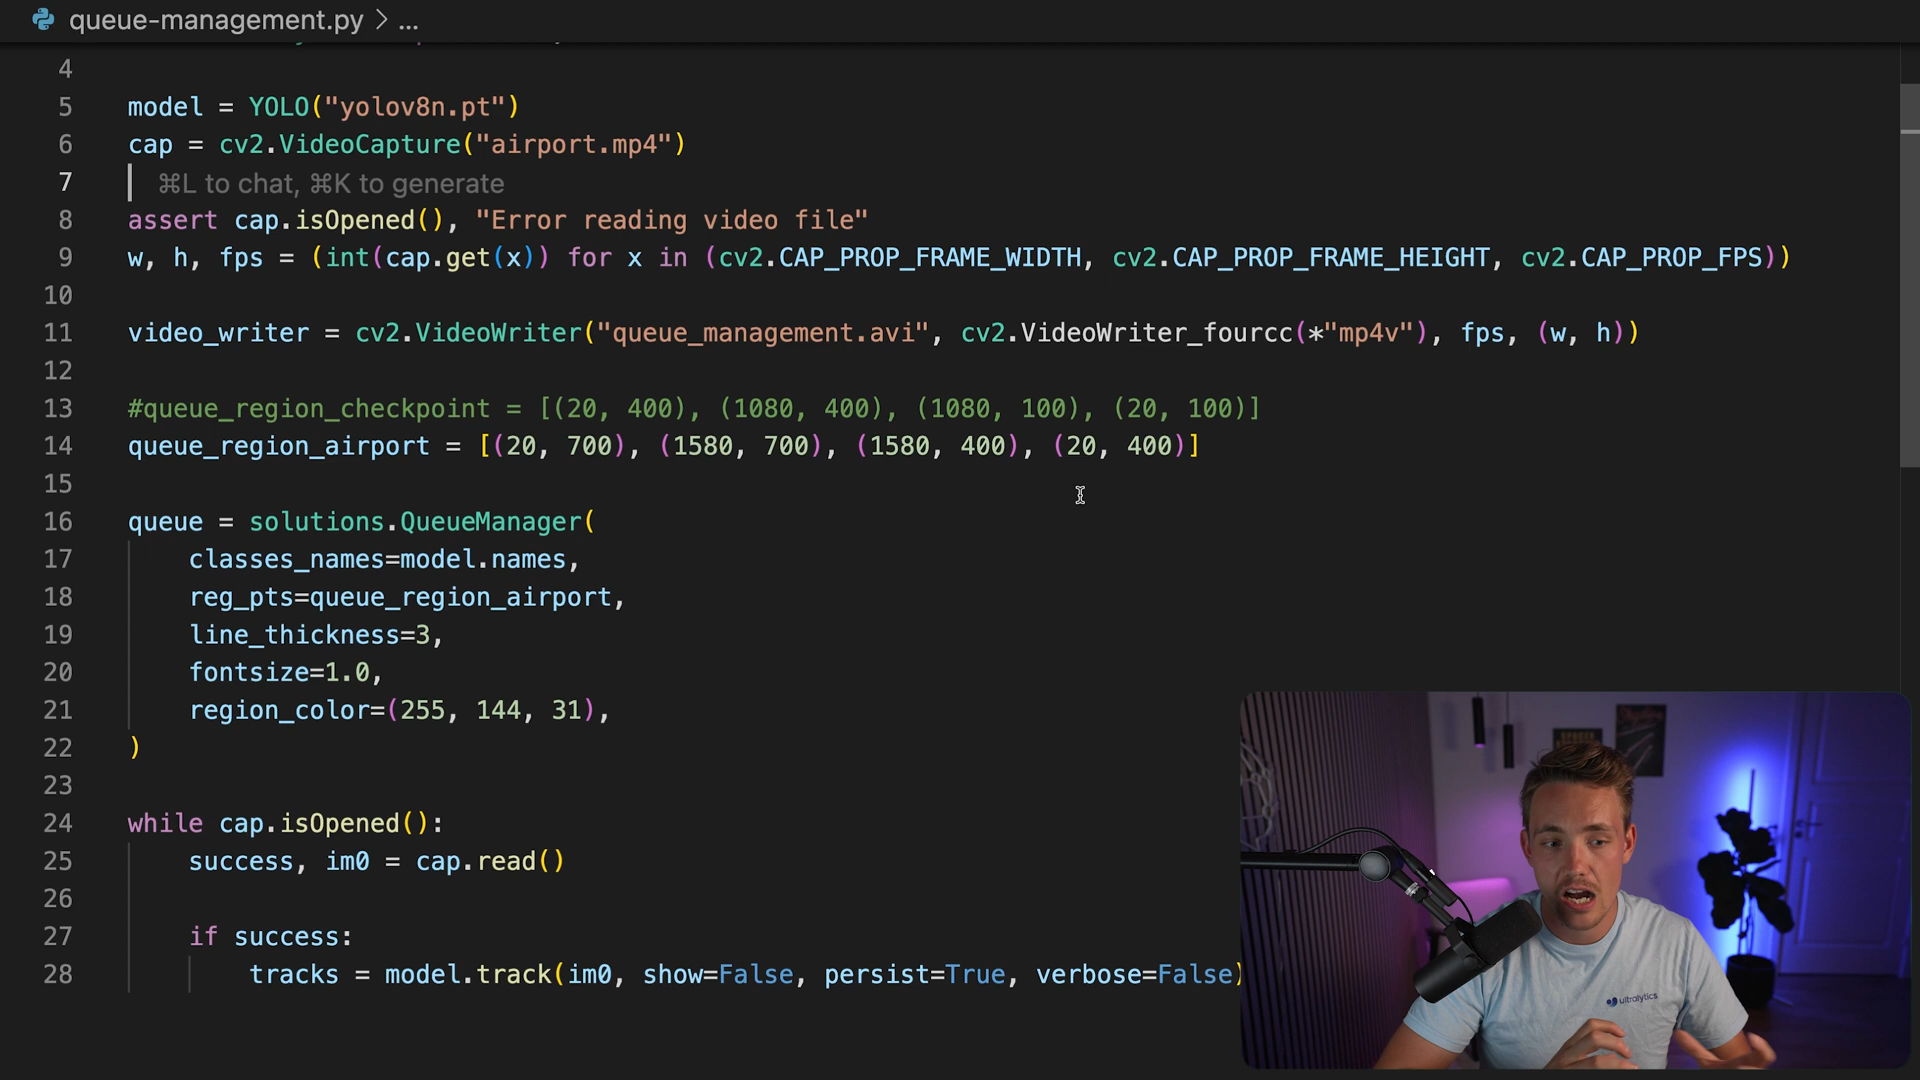 queue-management.py > ...
4
5 model = YOLO("yolov8n.pt")
6 cap = cv2.VideoCapture("airport.mp4")
7 ⌘L to chat, ⌘K to generate
8 assert cap.isOpened(), "Error reading video file"
9 w, h, fps = (int(cap.get(x)) for x in (cv2.CAP_PROP_FRAME_WIDTH, cv2.CAP_PROP_FRAME_HEIGHT, cv2.CAP_PROP_FPS))
10
11 video_writer = cv2.VideoWriter("queue_management.avi", cv2.VideoWriter_fourcc(*"mp4v"), fps, (w, h))
12
13 #queue_region_checkpoint = [(20, 400), (1080, 400), (1080, 100), (20, 100)]
14 queue_region_airport = [(20, 700), (1580, 700), (1580, 400), (20, 400)]
15
16 queue = solutions.QueueManager(
17 classes_names=model.names,
18 reg_pts=queue_region_airport,
19 line_thickness=3,
20 fontsize=1.0,
21 region_color=(255, 144, 31),
22 )
23
24 while cap.isOpened():
25 success, im0 = cap.read()
26
27 if success:
28 tracks = model.track(im0, show=False, persist=True, verbose=False)
ultralytics